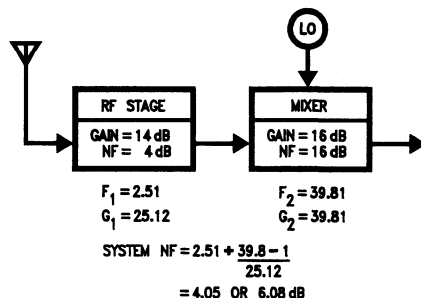 LO
RF STAGE
GAIN = 14 dB
NF = 4 dB
MIXER
GAIN = 16 dB
NF = 16 dB
F1 = 2.51
G1 = 25.12
F2 = 39.81
G2 = 39.81
SYSTEM NF = 2.51 + 39.8 – 1
25.12
= 4.05 OR 6.08 dB